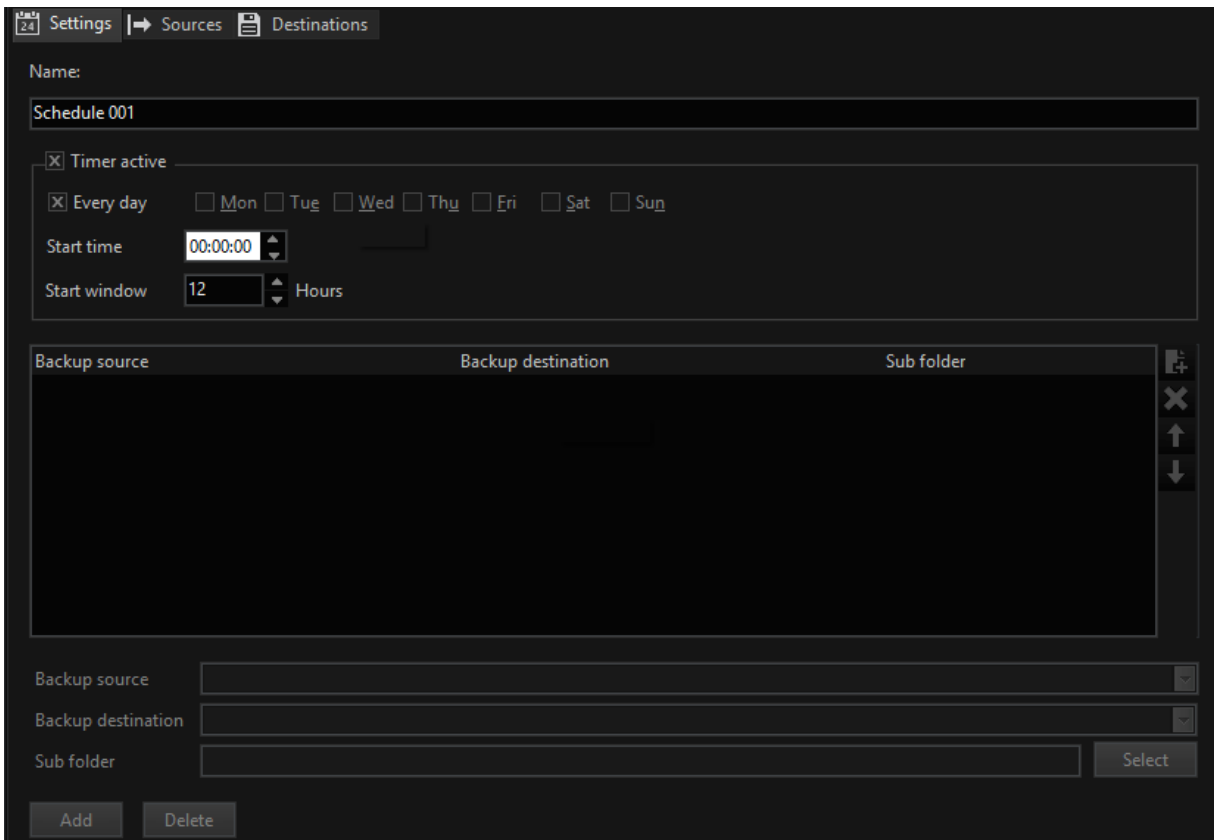 24 Settings Sources Destinations
Name:
Schedule 001
Timer active
Every day Mon Tue Wed Thu Fri Sat Sun
Start time 00:00:00
Start window 12 Hours
Backup source Backup destination Sub folder
Backup source
Backup destination
Sub folder Select
Add Delete